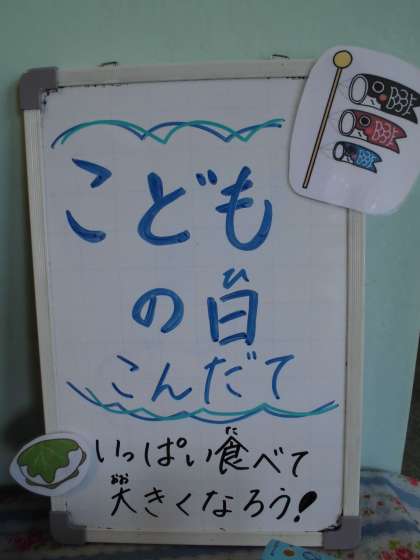 こども
の日
こんだて
いっぱい食べて
大きくなろう!